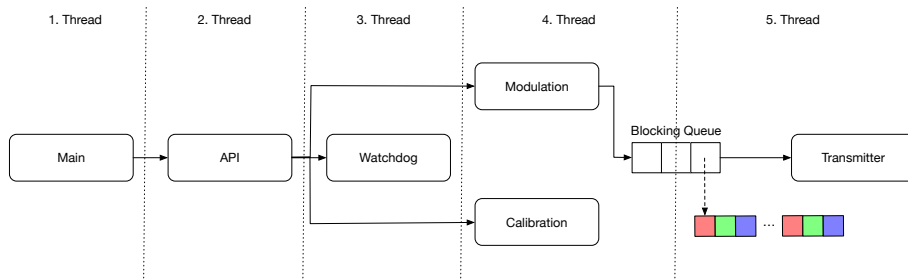 1. Thread
2. Thread
3. Thread
4. Thread
5. Thread
Modulation
Blocking Queue
Main
API
Watchdog
Transmitter
Calibration
...